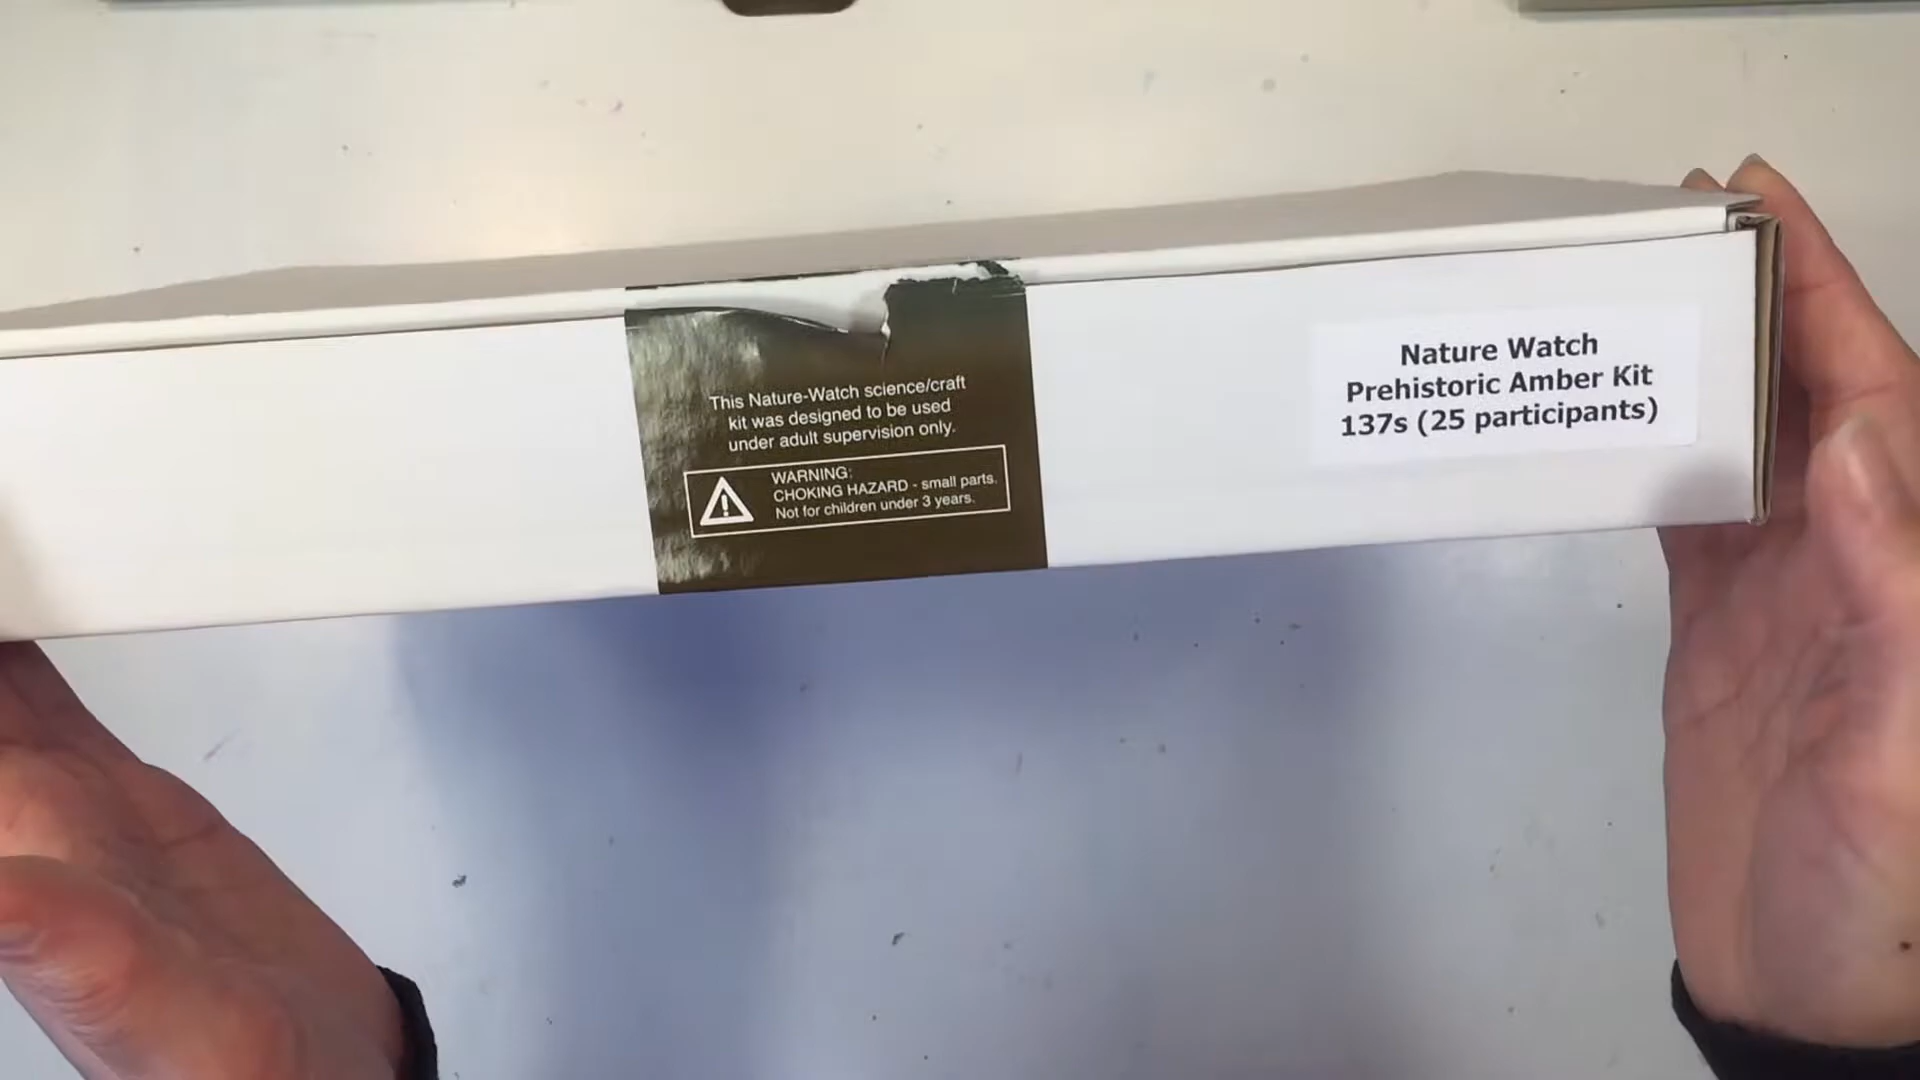 This Nature-Watch science/craft
kit was designed to be used
under adult supervision only.
WARNING:
CHOKING HAZARD - small parts.
Not for children under 3 years.
Nature Watch
Prehistoric Amber Kit
137s (25 participants)